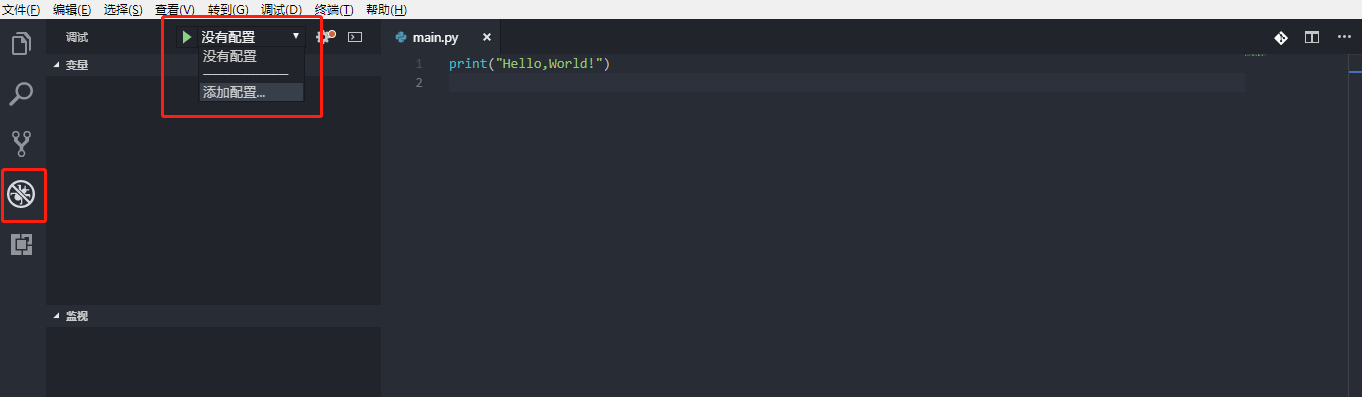 文件(F) 编辑(E) 选择(S) 查看(V) 转到(G) 调试(D) 终端(T) 帮助(H)
调试 没有配置
没有配置
添加配置...
变量
监视
main.py
1 print("Hello,World!")
2